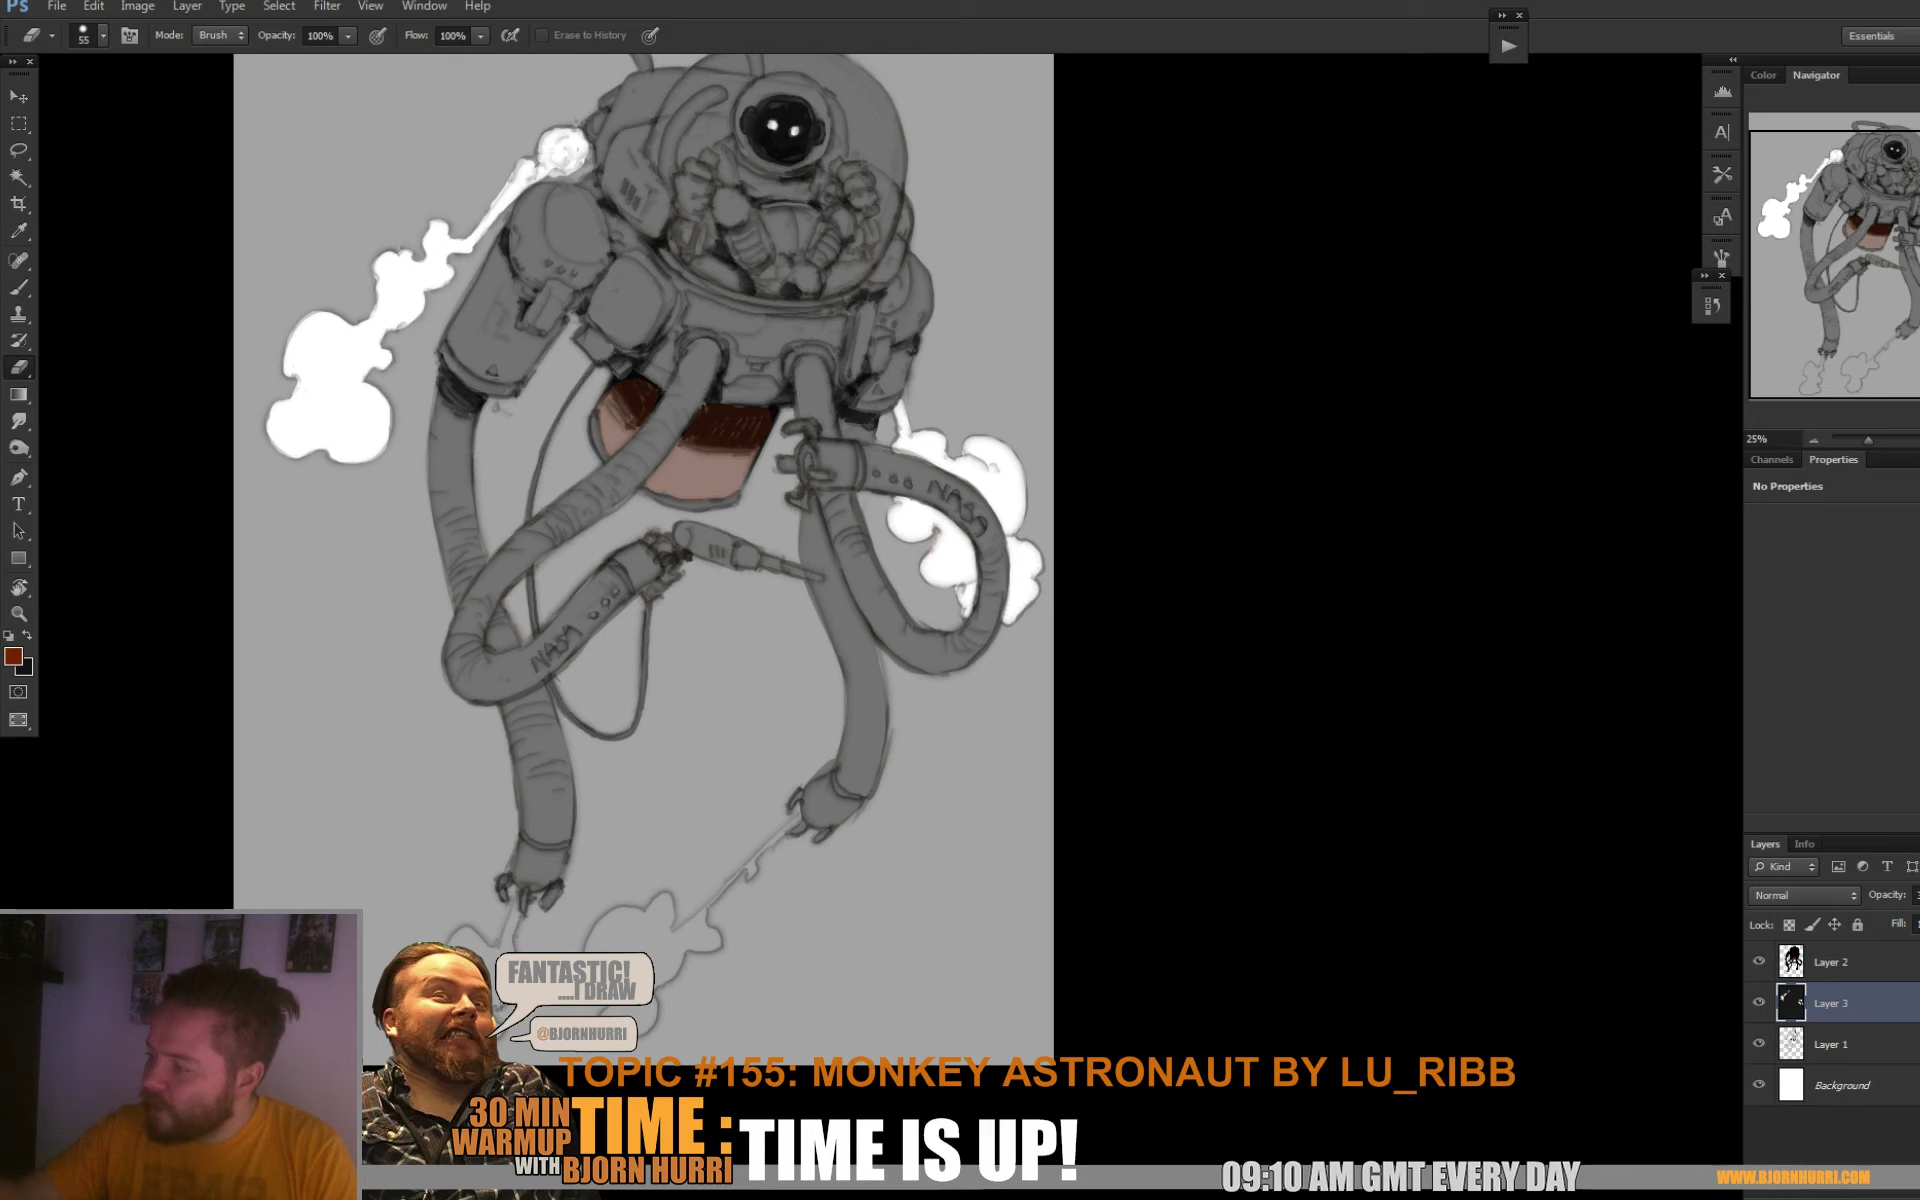 Ps File Edit Image Layer Type Select Filter View Window Help
55 Mode: Brush Opacity: 100% Flow: 100% Erase to History
Essentials
Color Navigator
25%
Channels Properties
No Properties
NASA
NASA
Layers Info
Kind
Normal Opacity:
Lock: Fill:
Layer 2
Layer 3
Layer 1
Background
FANTASTIC!
....I DRAW
@BJORNHURRI
TOPIC #155: MONKEY ASTRONAUT BY LU_RIBB
30 MIN
WARMUP
WITH BJORN HURRI
TIME : TIME IS UP!
09:10 AM GMT EVERY DAY
WWW.BJORNHURRI.COM